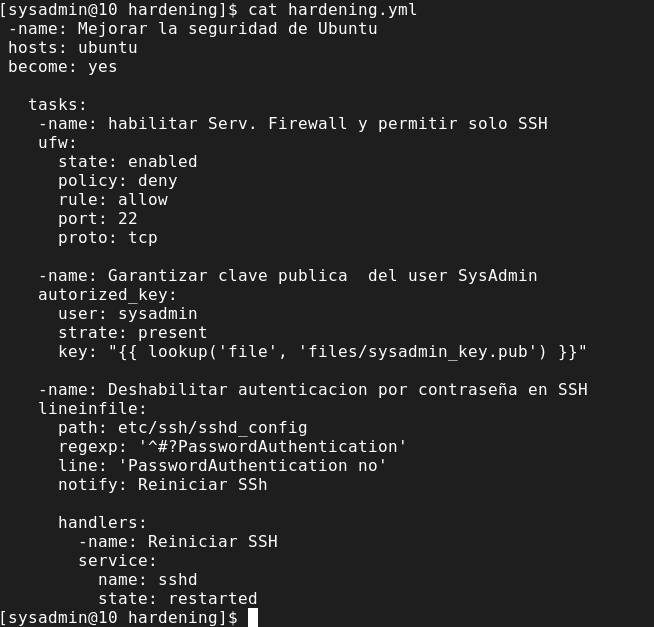 [sysadmin@10 hardening]$ cat hardening.yml
 -name: Mejorar la seguridad de Ubuntu
 hosts: ubuntu
 become: yes

   tasks:
    -name: habilitar Serv. Firewall y permitir solo SSH
    ufw:
      state: enabled
      policy: deny
      rule: allow
      port: 22
      proto: tcp

    -name: Garantizar clave publica  del user SysAdmin
    autorized_key:
      user: sysadmin
      strate: present
      key: "{{ lookup('file', 'files/sysadmin_key.pub') }}"

    -name: Deshabilitar autenticacion por contraseña en SSH
    lineinfile:
      path: etc/ssh/sshd_config
      regexp: '^#?PasswordAuthentication'
      line: 'PasswordAuthentication no'
      notify: Reiniciar SSh

      handlers:
        -name: Reiniciar SSH
        service:
          name: sshd
          state: restarted
[sysadmin@10 hardening]$